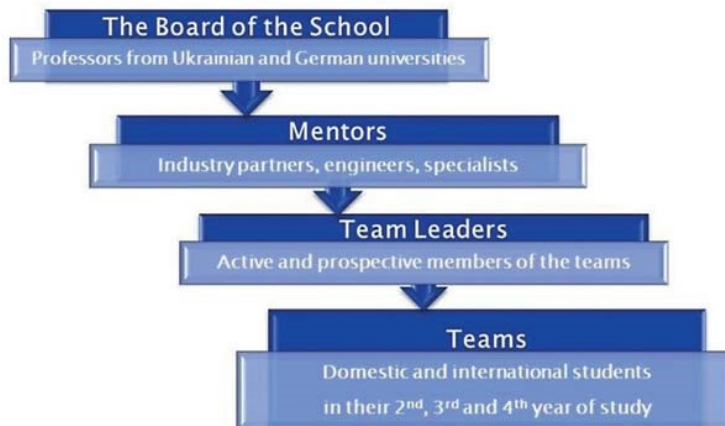 The Board of the School
Professors from Ukrainian and German universities
Mentors
Industry partners, engineers, specialists
Team Leaders
Active and prospective members of the teams
Teams
Domestic and international students
in their 2nd, 3rd and 4th year of study